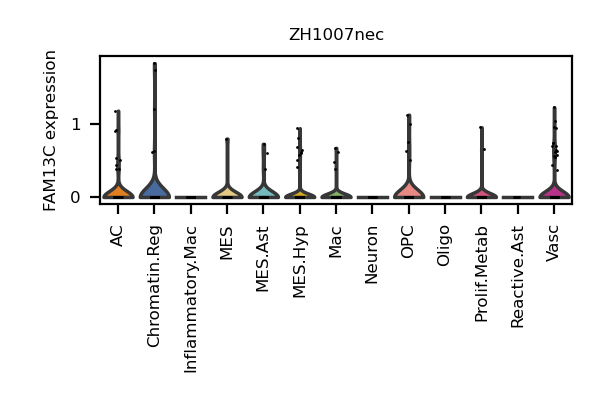 ZH1007nec
FAM13C expression
1
0
AC
Chromatin.Reg
Inflammatory.Mac
MES
MES.Ast
MES.Hyp
Mac
Neuron
OPC
Oligo
Prolif.Metab
Reactive.Ast
Vasc